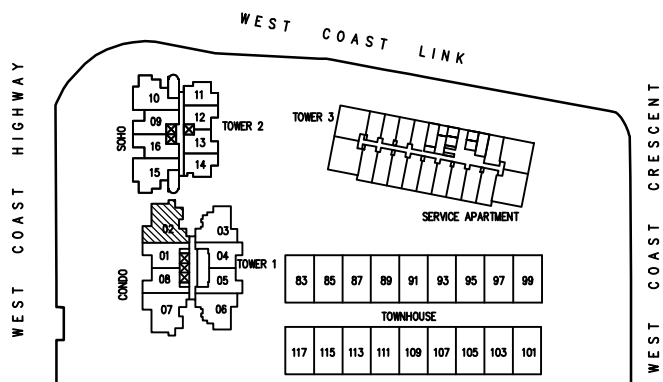 WEST COAST LINK
WEST COAST HIGHWAY
WEST COAST CRESCENT
10 11
09 12
16 13
15 14
SOHO
TOWER 2
TOWER 3
SERVICE APARTMENT
02 03
01 04
08 05
07 06
CONDO
TOWER 1
83 85 87 89 91 93 95 97 99
TOWNHOUSE
117 115 113 111 109 107 105 103 101